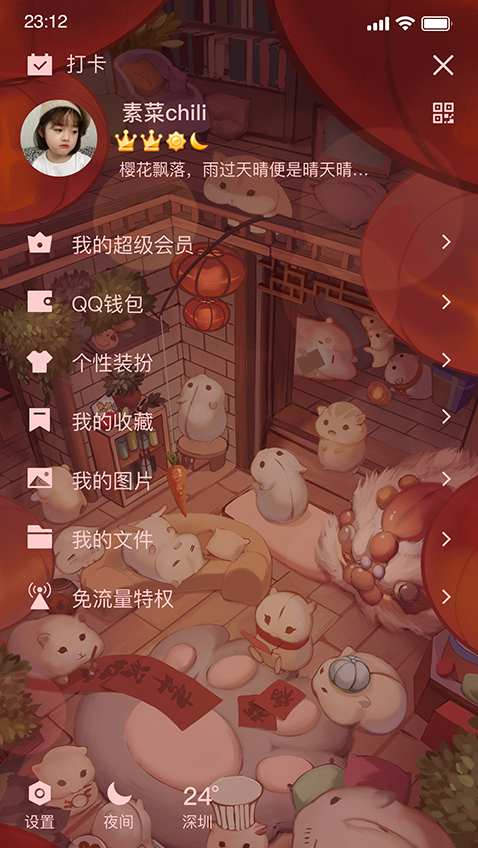 23:12
打卡
素菜chili
樱花飘落，雨过天晴便是晴天晴…
我的超级会员
QQ钱包
个性装扮
我的收藏
我的图片
我的文件
免流量特权
24°
设置
夜间
深圳